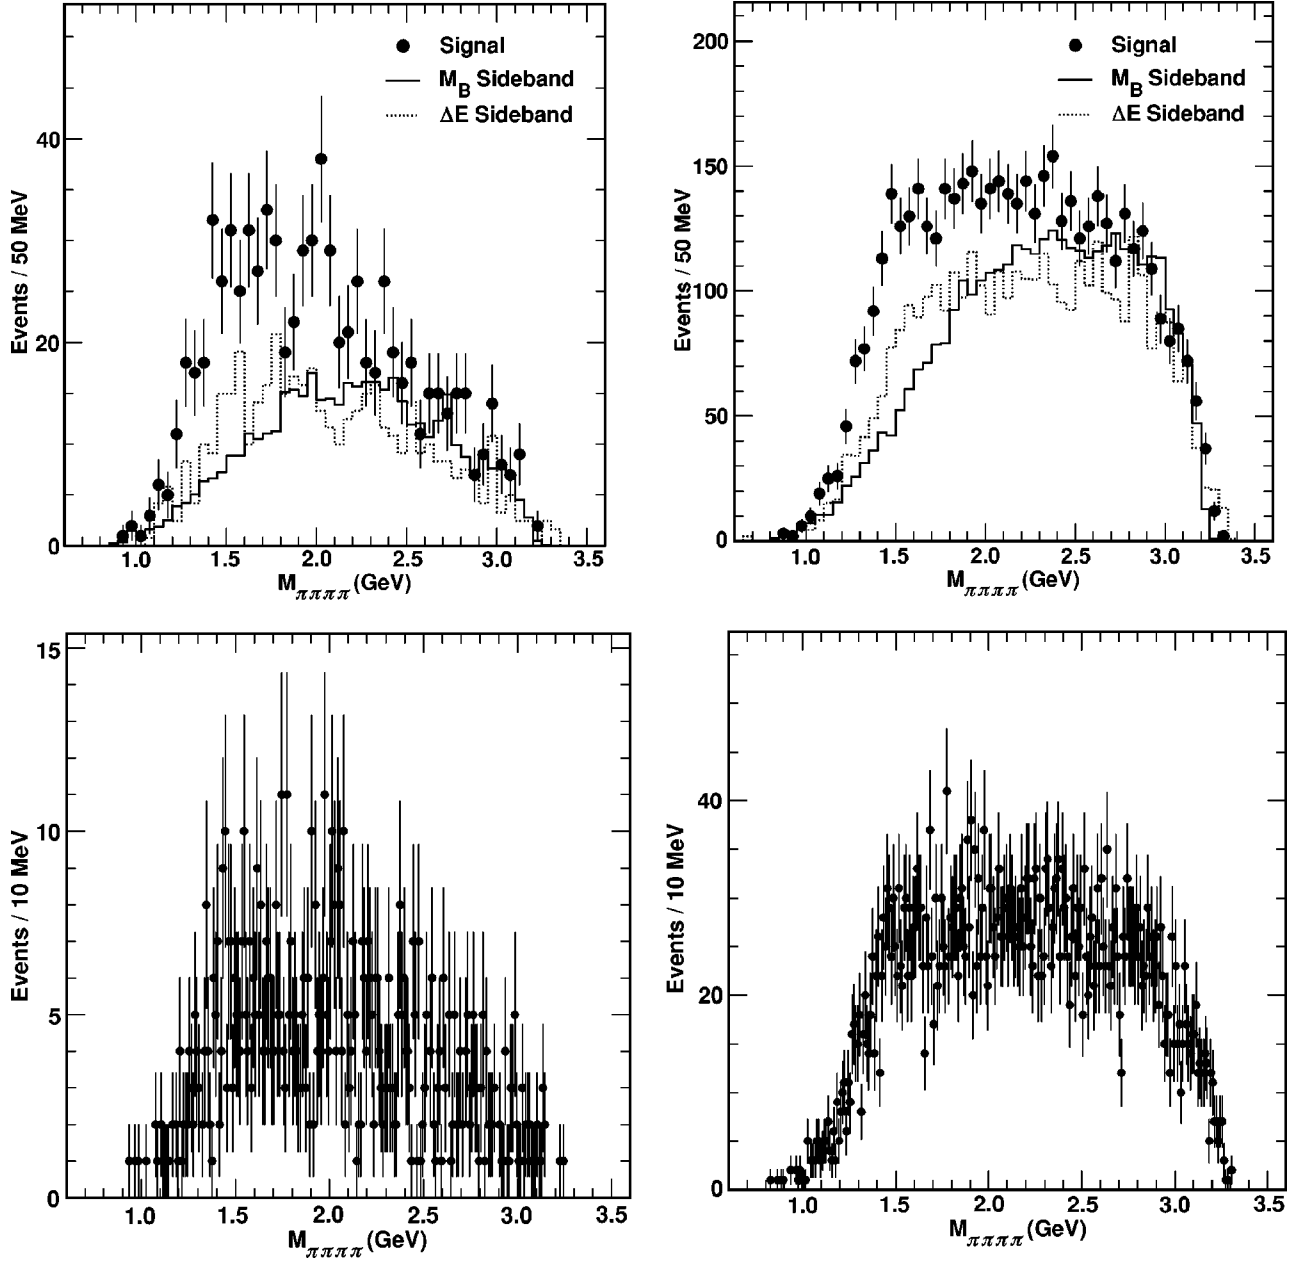 Signal
M_B Sideband
ΔE Sideband
40
20
0
Events / 50 MeV
1.0 1.5 2.0 2.5 3.0 3.5
M_ππππ (GeV)
Signal
M_B Sideband
ΔE Sideband
200
150
100
50
0
Events / 50 MeV
1.0 1.5 2.0 2.5 3.0 3.5
M_ππππ (GeV)
15
10
5
0
Events / 10 MeV
1.0 1.5 2.0 2.5 3.0 3.5
M_ππππ (GeV)
40
20
0
Events / 10 MeV
1.0 1.5 2.0 2.5 3.0 3.5
M_ππππ (GeV)